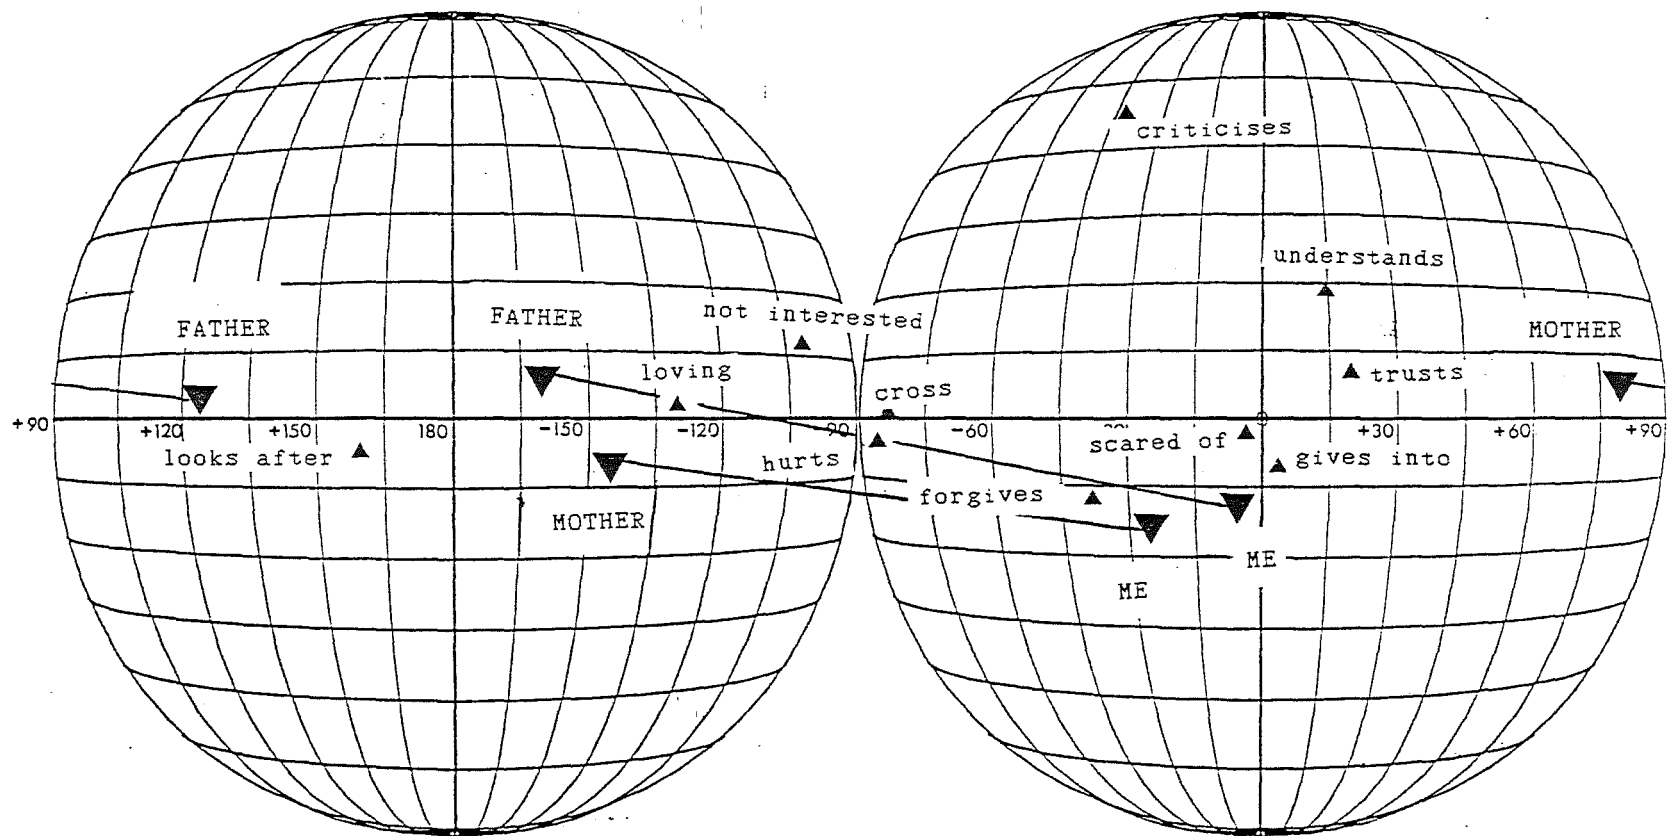 criticises
understands
FATHER
FATHER
not interested
MOTHER
loving
trusts
cross
+90
+120
+150
180
-150
-120
-90
-60
+30
+60
+90
looks after
hurts
scared of
gives into
forgives
MOTHER
ME
ME